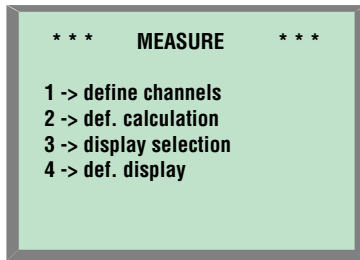 * * * MEASURE * * *
1 -> define channels
2 -> def. calculation
3 -> display selection
4 -> def. display